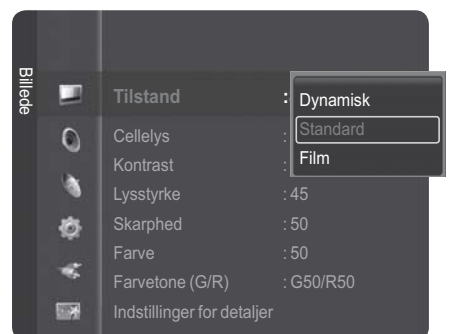 Billede
Tilstand : Dynamisk
Standard
Film
Cellelys :
Kontrast :
Lysstyrke : 45
Skarphed : 50
Farve : 50
Farvetone (G/R) : G50/R50
Indstillinger for detaljer